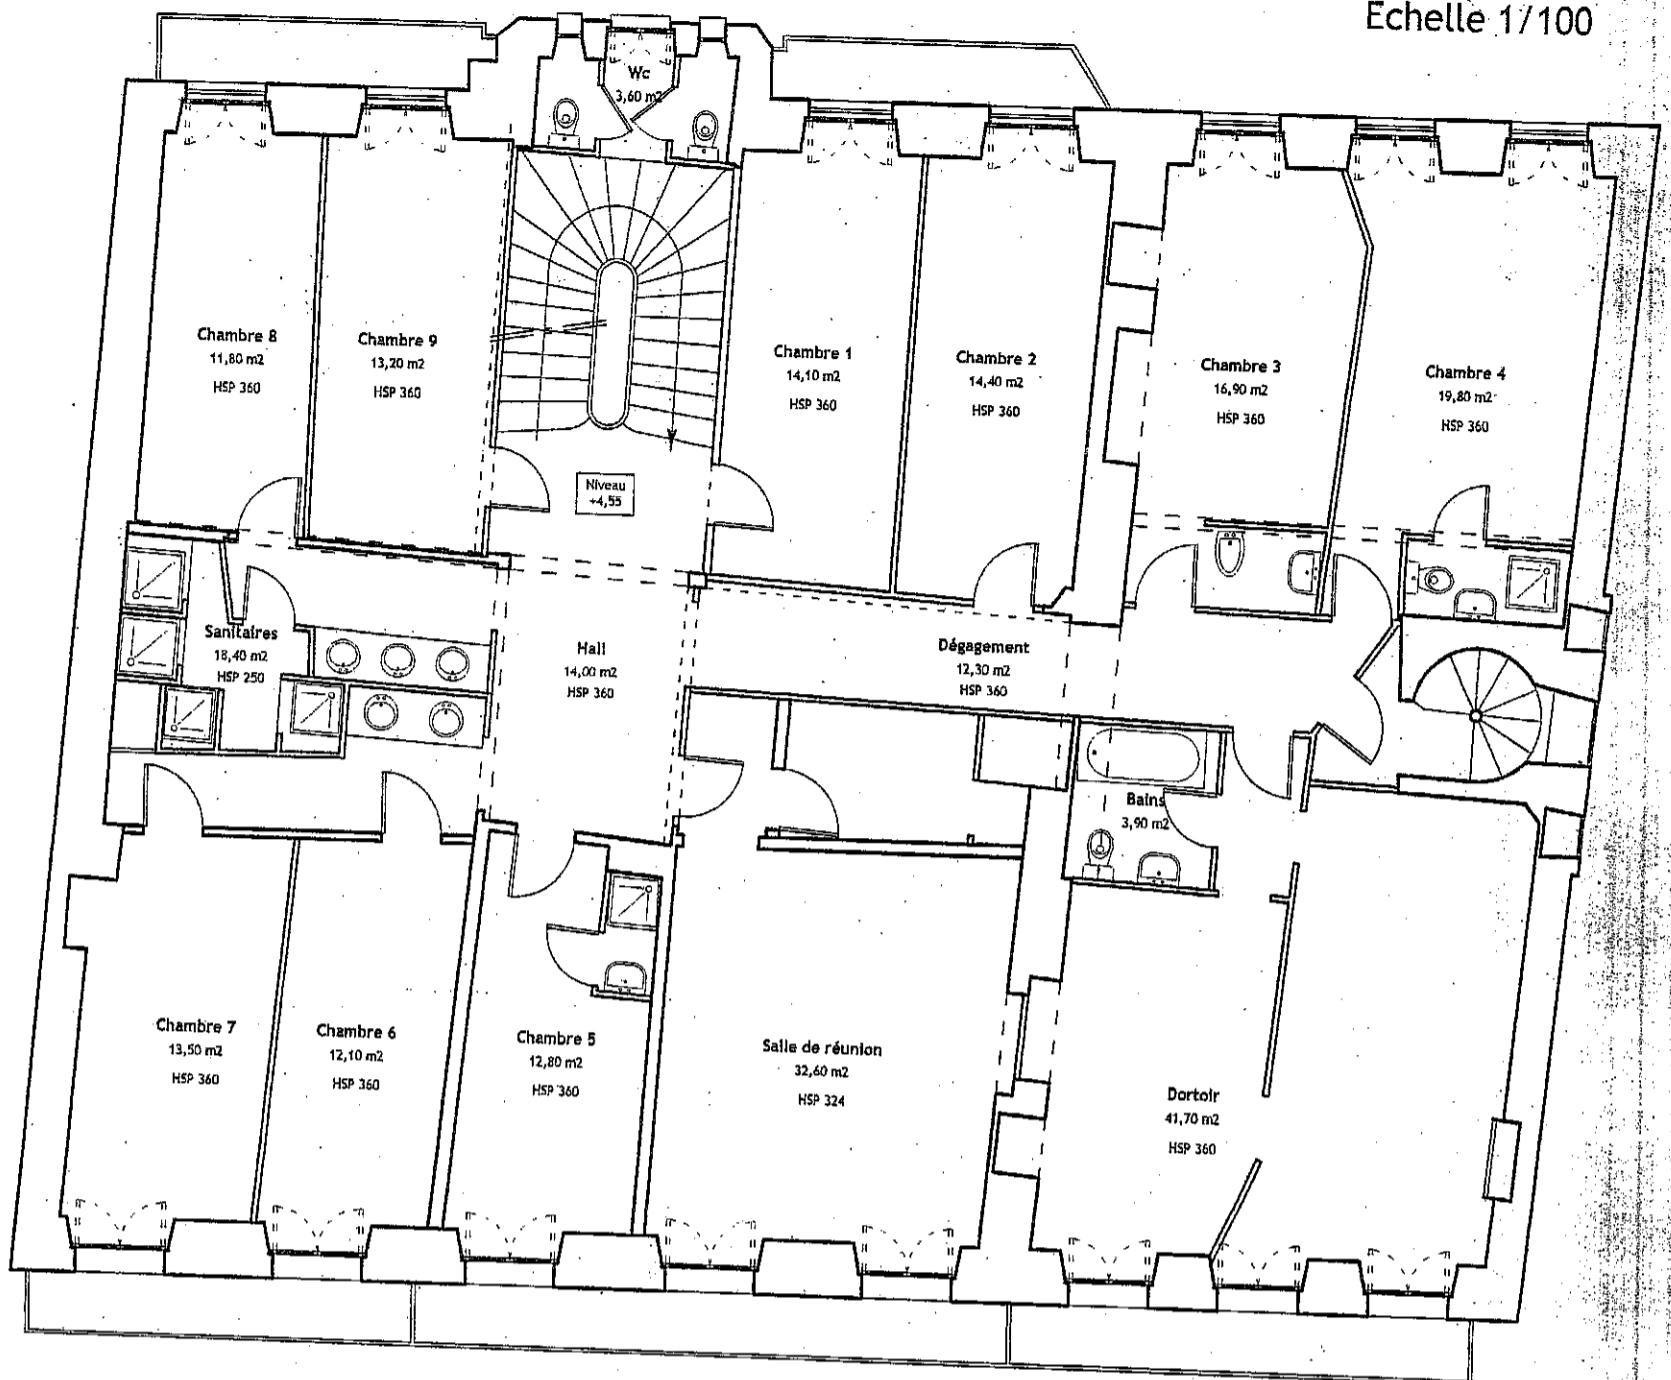 Echelle 1/100
Wc
3,60 m2
Chambre 8
11,80 m2
HSP 360
Chambre 9
13,20 m2
HSP 360
Chambre 1
14,10 m2
HSP 360
Chambre 2
14,40 m2
HSP 360
Chambre 3
16,90 m2
HSP 360
Chambre 4
19,80 m2
HSP 360
Niveau
+4,55
Sanitaires
18,40 m2
HSP 250
Hall
14,00 m2
HSP 360
Dégagement
12,30 m2
HSP 360
Bains
3,90 m2
Chambre 7
13,50 m2
HSP 360
Chambre 6
12,10 m2
HSP 360
Chambre 5
12,80 m2
HSP 360
Salle de réunion
32,60 m2
HSP 324
Dortoir
41,70 m2
HSP 360